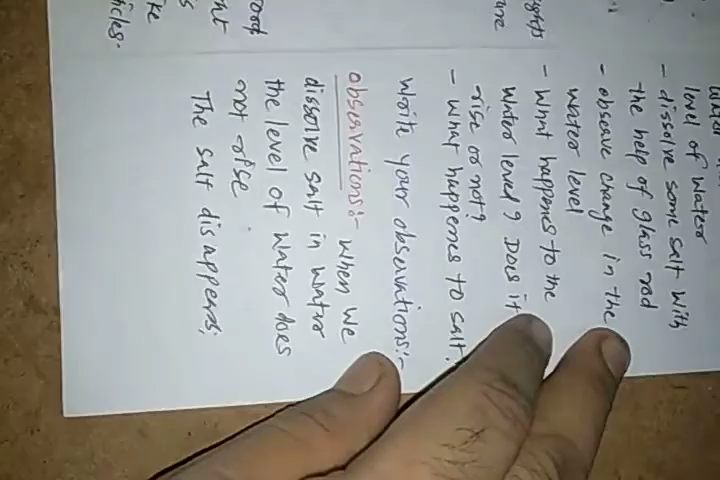 level of water
- dissolve some salt with
the help of glass rod
- observe change in the
water level
- What happens to the
water level? Does it
rise or not?
- What happenes to salt?
Write your observations:-
observations:- When we
dissolve salt in water
the level of water does
not rise
The salt disappers.